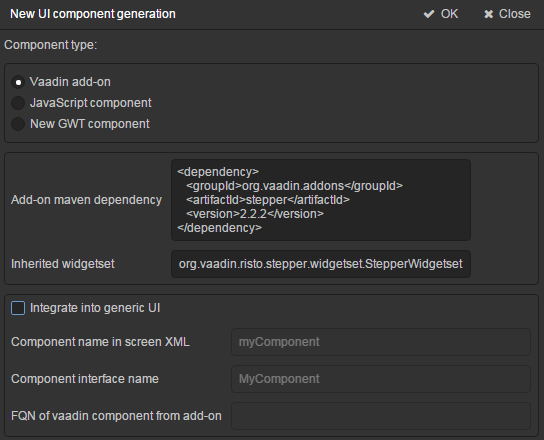 New UI component generation
OK
Close
Component type:
Vaadin add-on
JavaScript component
New GWT component
Add-on maven dependency
<dependency>
<groupId>org.vaadin.addons</groupId>
<artifactId>stepper</artifactId>
<version>2.2.2</version>
</dependency>
Inherited widgetset
org.vaadin.risto.stepper.widgetset.StepperWidgetset
Integrate into generic UI
Component name in screen XML
myComponent
Component interface name
MyComponent
FQN of vaadin component from add-on